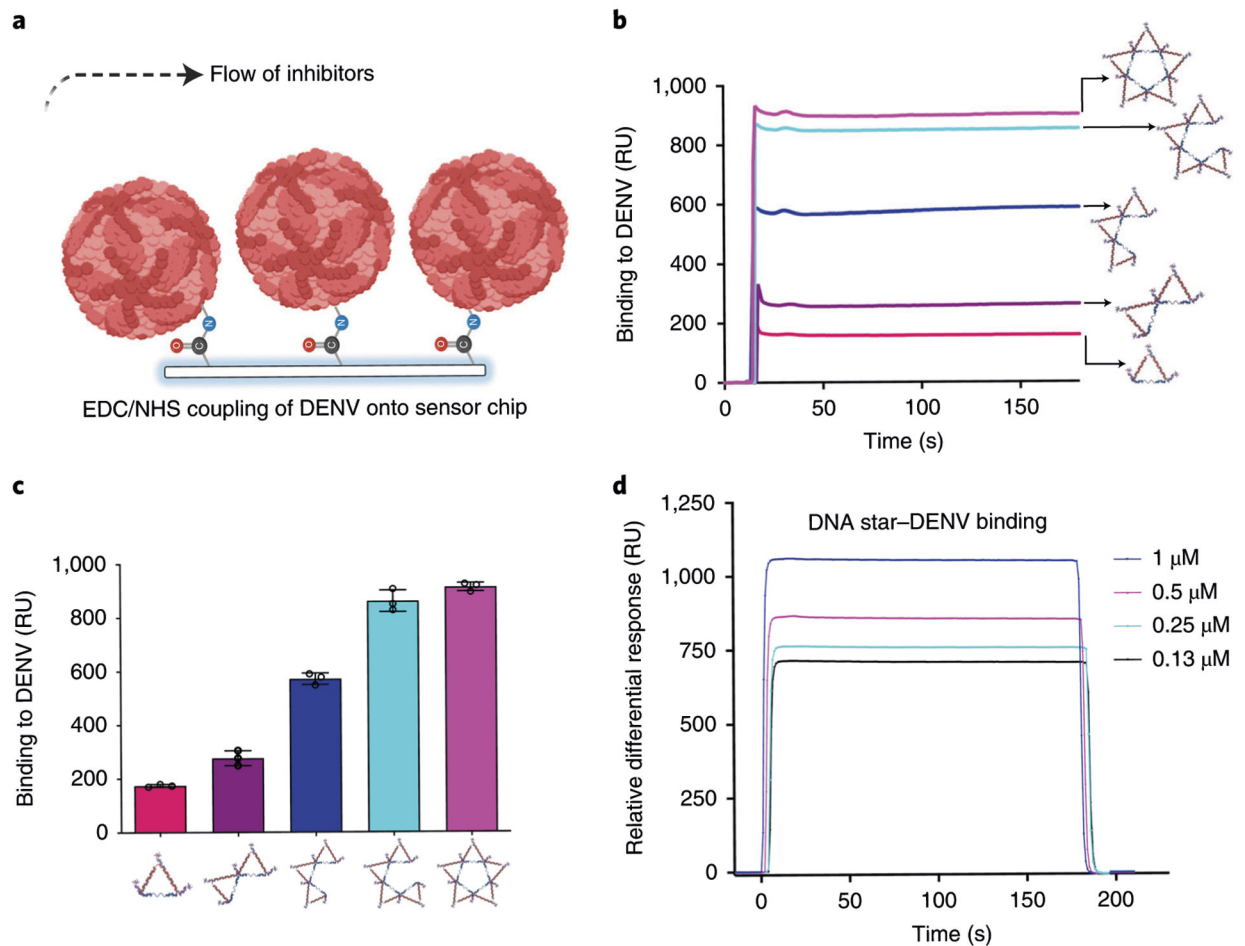 a
Flow of inhibitors
O C N
O C N
O C N
EDC/NHS coupling of DENV onto sensor chip
b
Binding to DENV (RU)
1,000
800
600
400
200
0
0 50 100 150
Time (s)
c
Binding to DENV (RU)
1,000
800
600
400
200
0
d
Relative differential response (RU)
DNA star–DENV binding
1,250
1,000
750
500
250
0
1 μM
0.5 μM
0.25 μM
0.13 μM
0 50 100 150 200
Time (s)